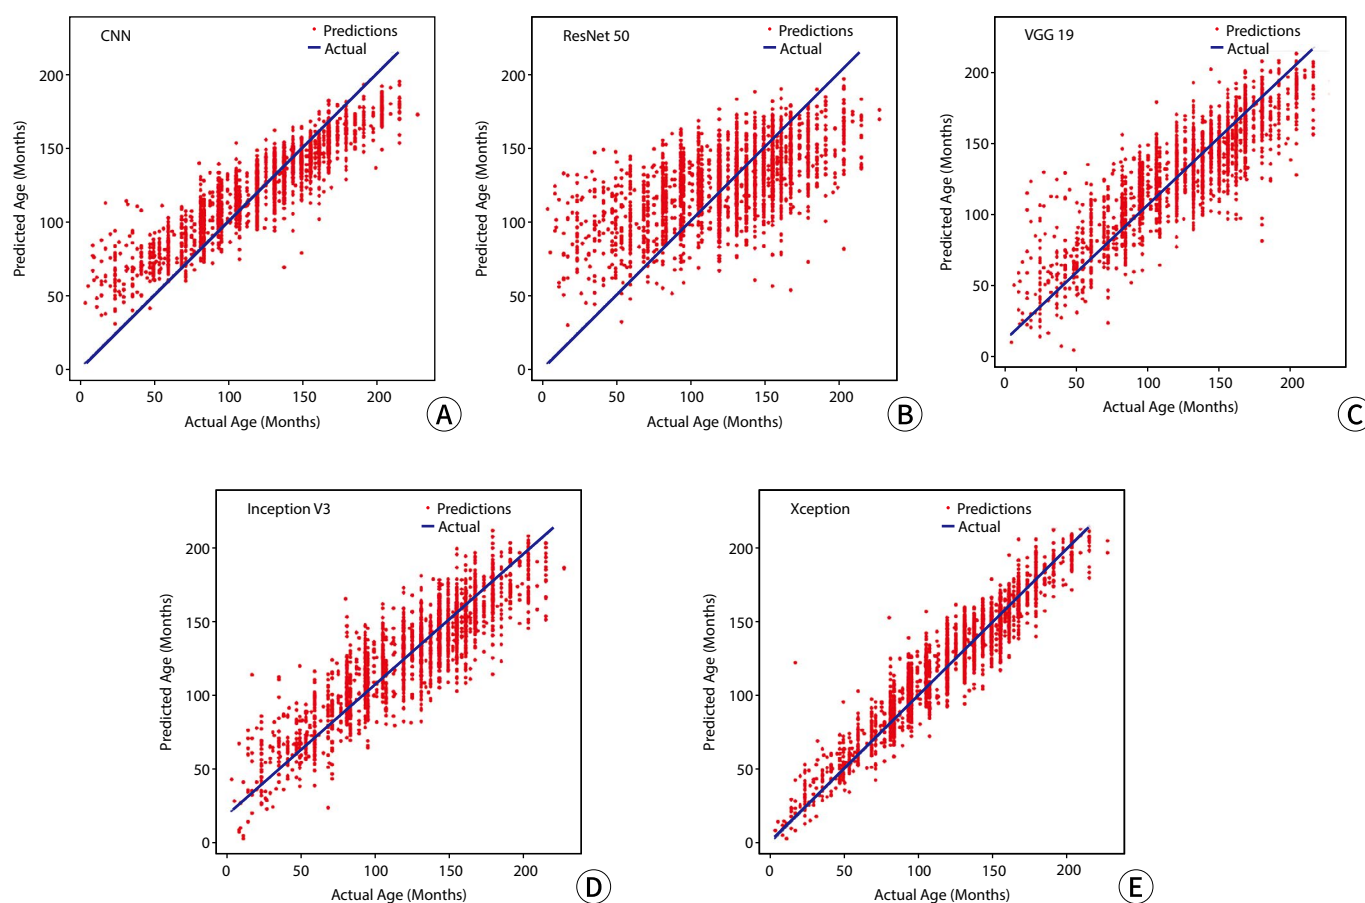 CNN
Predictions
Actual
200
150
100
50
0
0 50 100 150 200
Predicted Age (Months)
Actual Age (Months)
A
ResNet 50
Predictions
Actual
200
150
100
50
0
0 50 100 150 200
Predicted Age (Months)
Actual Age (Months)
B
VGG 19
Predictions
Actual
200
150
100
50
0
0 50 100 150 200
Predicted Age (Months)
Actual Age (Months)
C
Inception V3
Predictions
Actual
200
150
100
50
0
0 50 100 150 200
Predicted Age (Months)
Actual Age (Months)
D
Xception
Predictions
Actual
200
150
100
50
0
0 50 100 150 200
Predicted Age (Months)
Actual Age (Months)
E